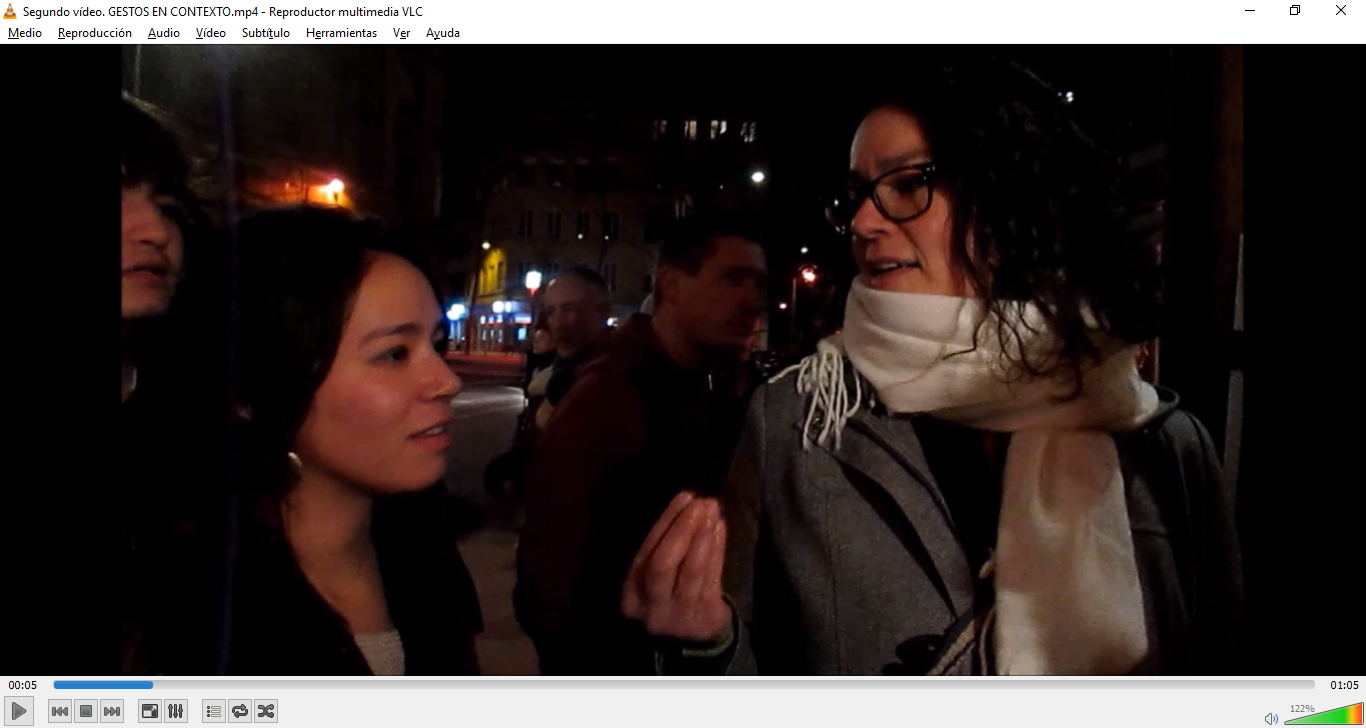 Segundo vídeo. GESTOS EN CONTEXTO.mp4 - Reproductor multimedia VLC
Medio Reproducción Audio Vídeo Subtítulo Herramientas Ver Ayuda
00:05 01:05
122%